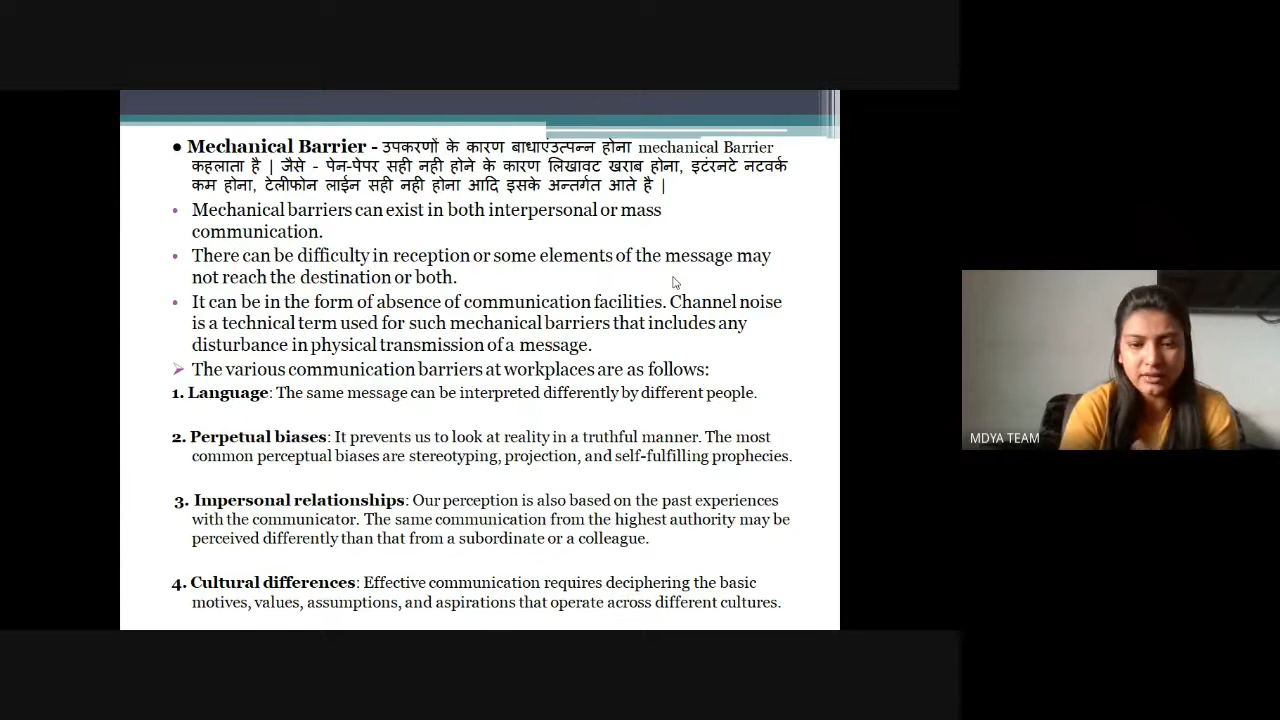 ● Mechanical Barrier - उपकरणों के कारण बाधाएंउत्पन्न होना mechanical Barrier
कहलाता है | जैसे - पेन-पेपर सही नही होने के कारण लिखावट खराब होना, इटंरनटे नटवर्क
कम होना, टेलीफोन लाईन सही नही होना आदि इसके अन्तर्गत आते है |
• Mechanical barriers can exist in both interpersonal or mass
communication.
• There can be difficulty in reception or some elements of the message may
not reach the destination or both.
• It can be in the form of absence of communication facilities. Channel noise
is a technical term used for such mechanical barriers that includes any
disturbance in physical transmission of a message.
➢ The various communication barriers at workplaces are as follows:
1. Language: The same message can be interpreted differently by different people.
2. Perpetual biases: It prevents us to look at reality in a truthful manner. The most
common perceptual biases are stereotyping, projection, and self-fulfilling prophecies.
3. Impersonal relationships: Our perception is also based on the past experiences
with the communicator. The same communication from the highest authority may be
perceived differently than that from a subordinate or a colleague.
4. Cultural differences: Effective communication requires deciphering the basic
motives, values, assumptions, and aspirations that operate across different cultures.
MDYA TEAM